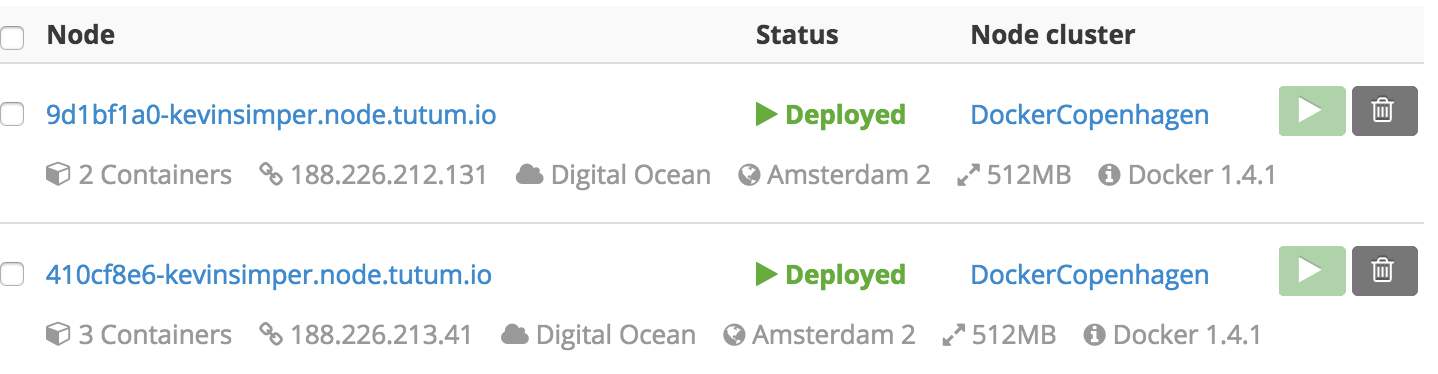 Node Status Node cluster
9d1bf1a0-kevinsimper.node.tutum.io Deployed DockerCopenhagen
2 Containers 188.226.212.131 Digital Ocean Amsterdam 2 512MB Docker 1.4.1
410cf8e6-kevinsimper.node.tutum.io Deployed DockerCopenhagen
3 Containers 188.226.213.41 Digital Ocean Amsterdam 2 512MB Docker 1.4.1